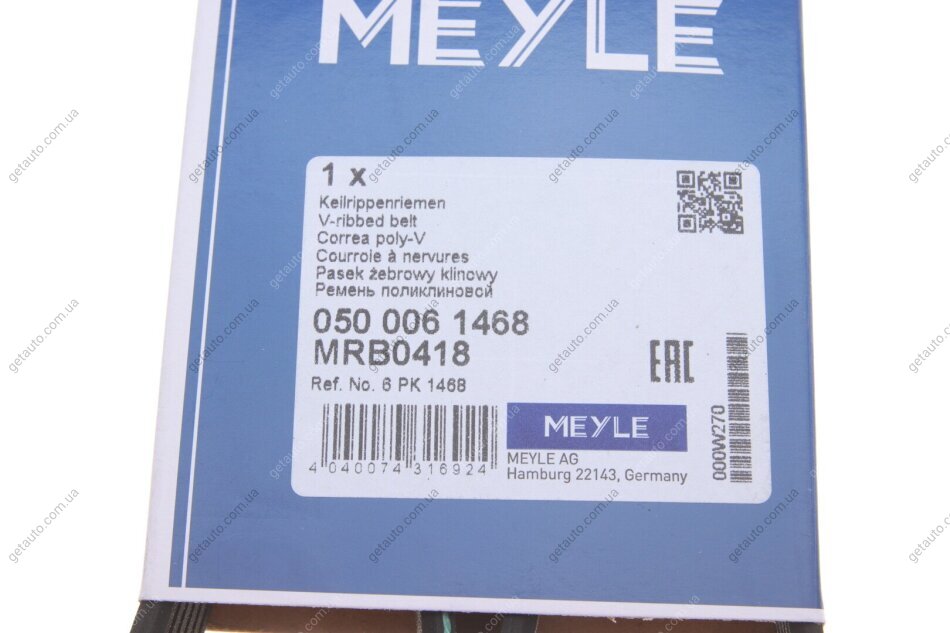 MEYLE
1 x
Keilrippenriemen
V-ribbed belt
Correa poly-V
Courroie à nervures
Pasek żebrowy klinowy
Ремень поликлиновой
050 006 1468
MRB0418
Ref. No. 6 PK 1468
4 040074 316924
EAC
MEYLE
MEYLE AG
Hamburg 22143, Germany
000W270
getauto.com.ua